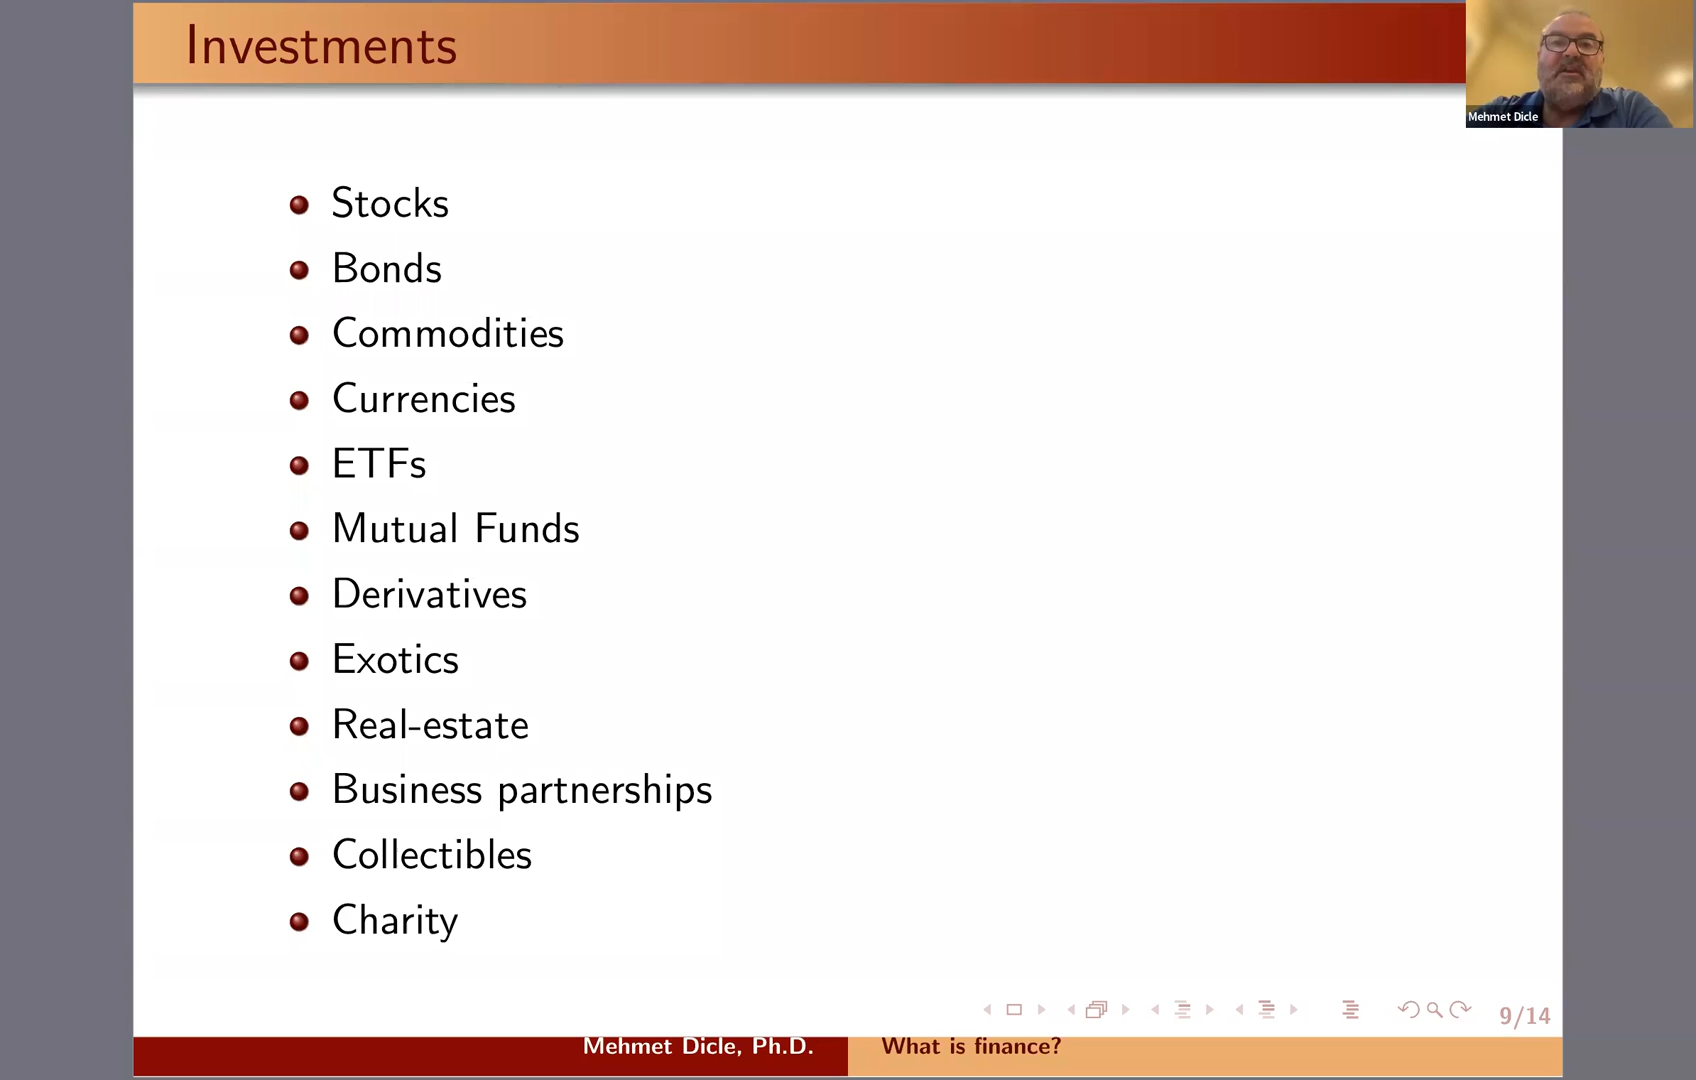 Investments
Mehmet Dicle
Stocks
Bonds
Commodities
Currencies
ETFs
Mutual Funds
Derivatives
Exotics
Real-estate
Business partnerships
Collectibles
Charity
9/14
Mehmet Dicle, Ph.D.
What is finance?